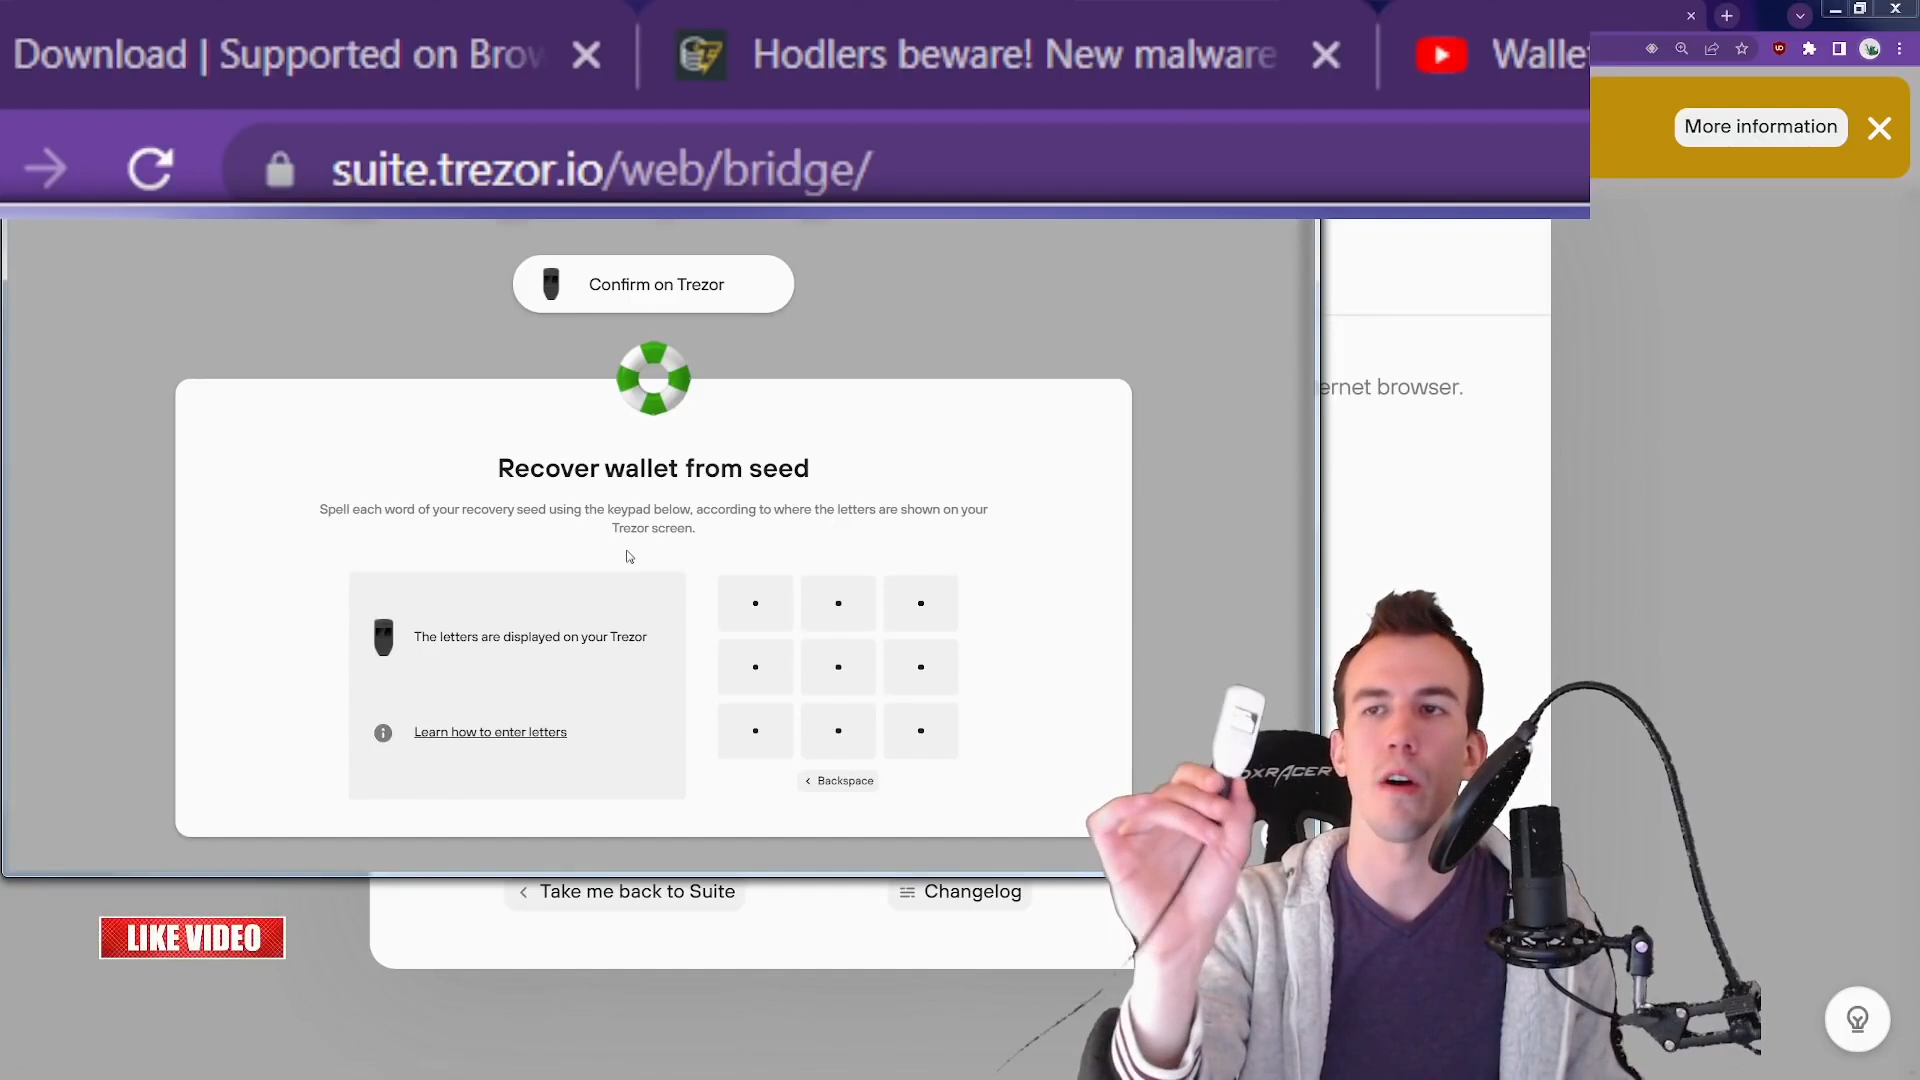 Download | Supported on Brow
Hodlers beware! New malware
Walle
suite.trezor.io/web/bridge/
More information
Confirm on Trezor
ernet browser.
Recover wallet from seed
Spell each word of your recovery seed using the keypad below, according to where the letters are shown on your
Trezor screen.
The letters are displayed on your Trezor
Learn how to enter letters
Backspace
DXRACER
Take me back to Suite
Changelog
LIKE VIDEO